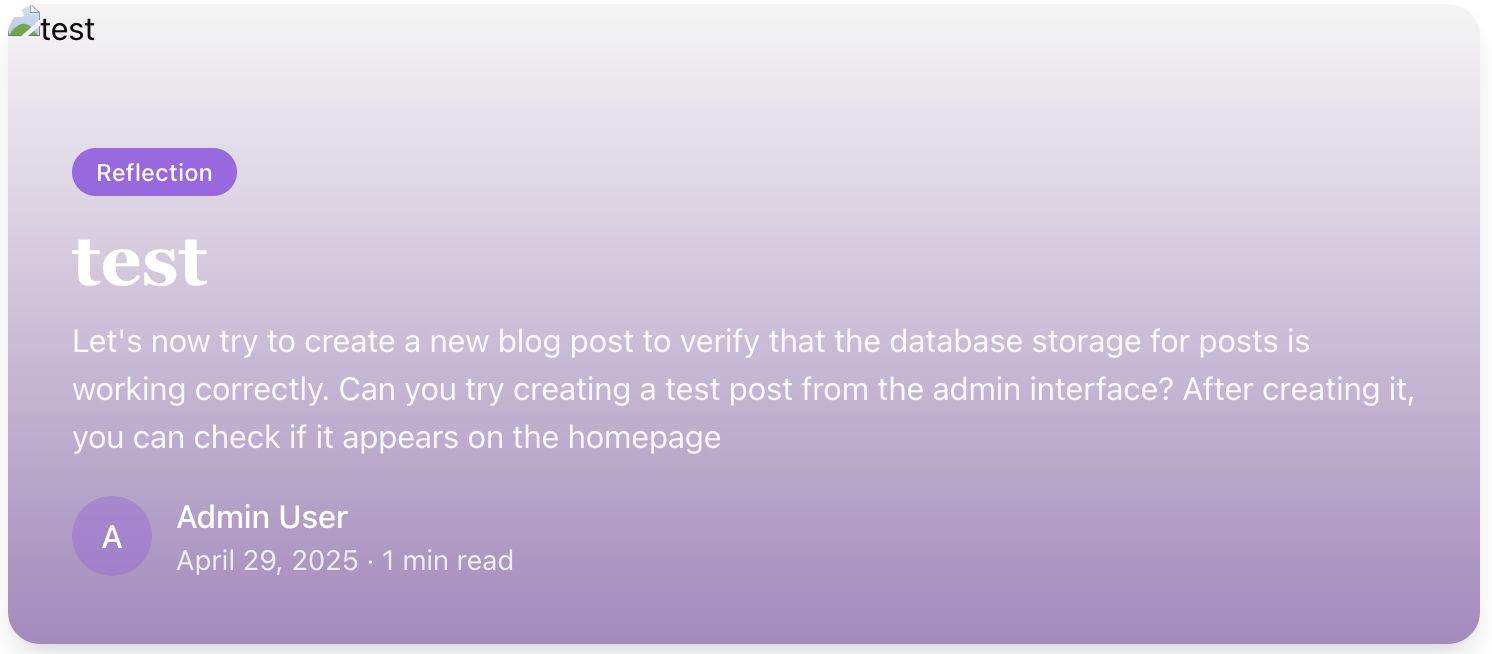 test
Reflection
test
Let's now try to create a new blog post to verify that the database storage for posts is
working correctly. Can you try creating a test post from the admin interface? After creating it,
you can check if it appears on the homepage
A
Admin User
April 29, 2025 · 1 min read